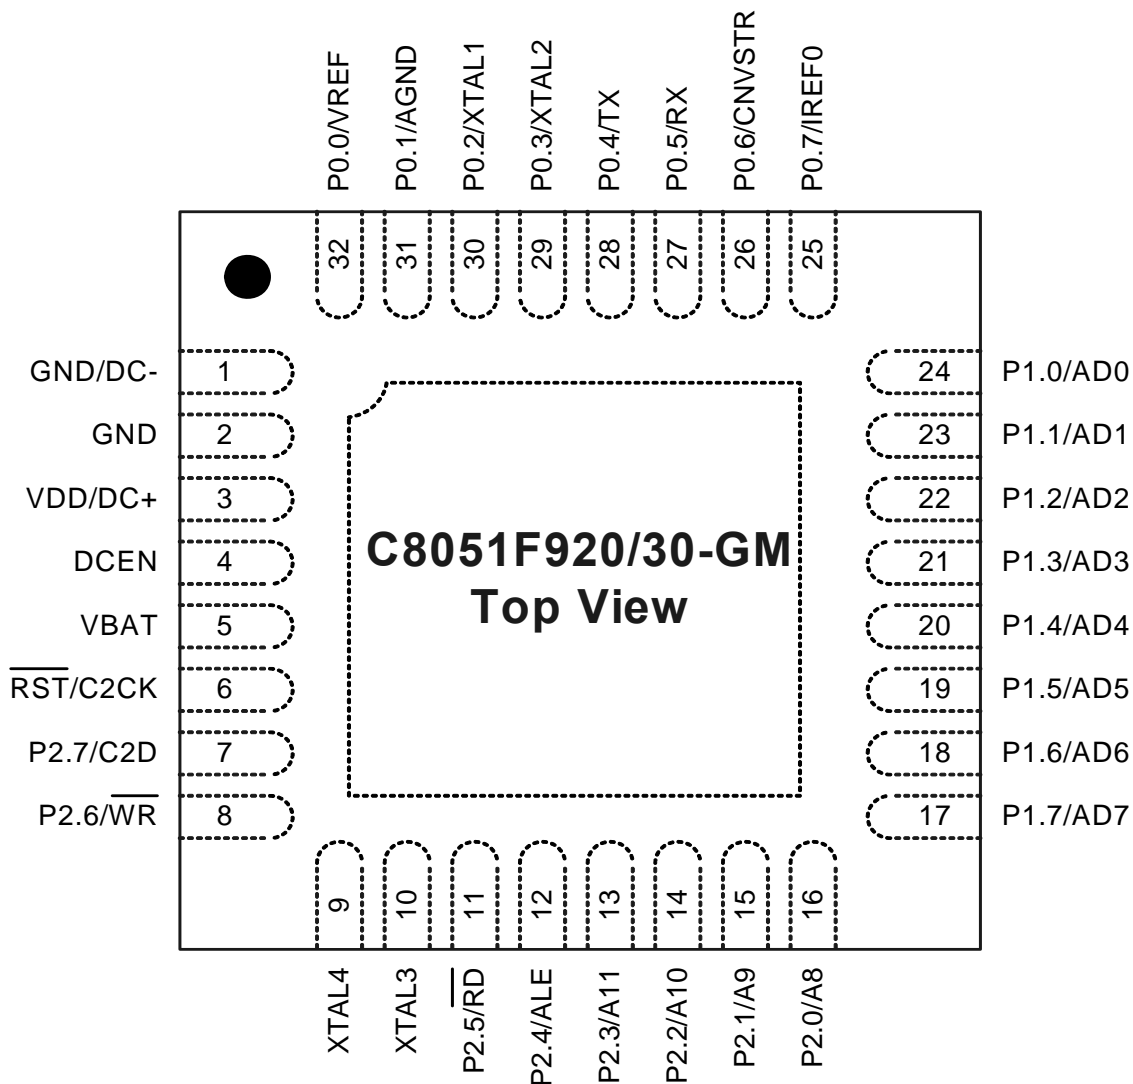 P0.0/VREF
P0.1/AGND
P0.2/XTAL1
P0.3/XTAL2
P0.4/TX
P0.5/RX
P0.6/CNVSTR
P0.7/IREF0
32
31
30
29
28
27
26
25
GND/DC- 1
GND 2
VDD/DC+ 3
DCEN 4
VBAT 5
R̅S̅T̅/C2CK 6
P2.7/C2D 7
P2.6/W̅R̅ 8
C8051F920/30-GM
Top View
24 P1.0/AD0
23 P1.1/AD1
22 P1.2/AD2
21 P1.3/AD3
20 P1.4/AD4
19 P1.5/AD5
18 P1.6/AD6
17 P1.7/AD7
9
10
11
12
13
14
15
16
XTAL4
XTAL3
P2.5/R̅D̅
P2.4/ALE
P2.3/A11
P2.2/A10
P2.1/A9
P2.0/A8